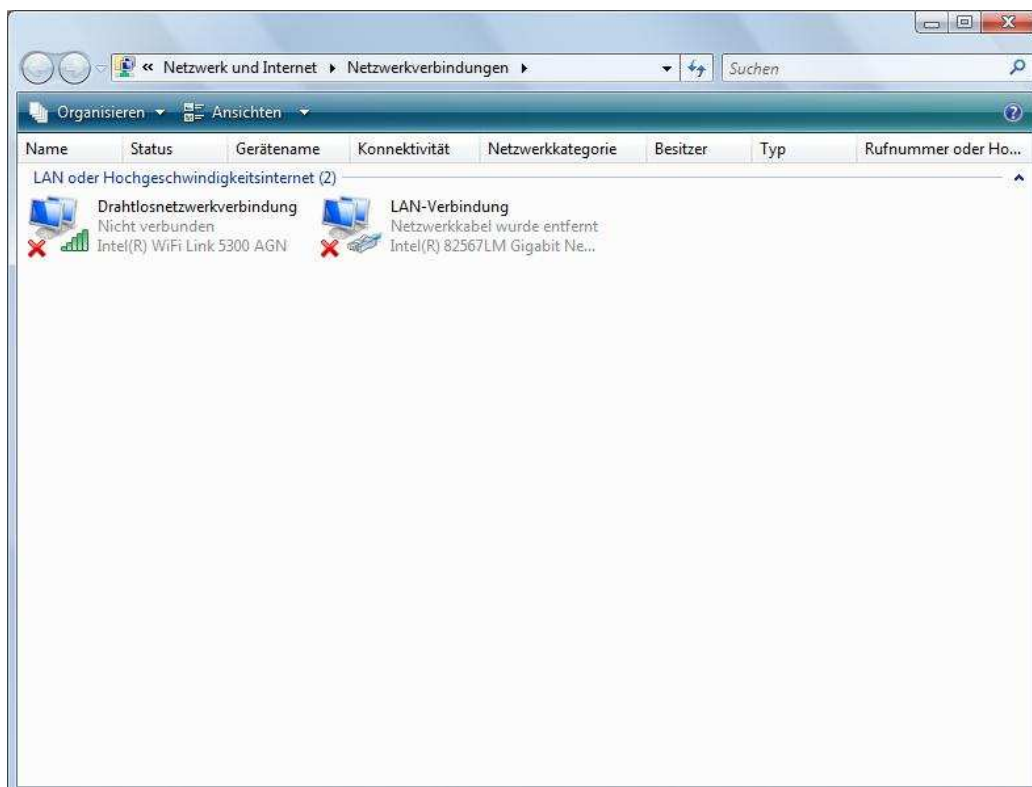 « Netzwerk und Internet Netzwerkverbindungen Suchen
Organisieren Ansichten
Name Status Gerätename Konnektivität Netzwerkkategorie Besitzer Typ Rufnummer oder Ho...
LAN oder Hochgeschwindigkeitsinternet (2)
Drahtlosnetzwerkverbindung
Nicht verbunden
Intel(R) WiFi Link 5300 AGN
LAN-Verbindung
Netzwerkkabel wurde entfernt
Intel(R) 82567LM Gigabit Ne...